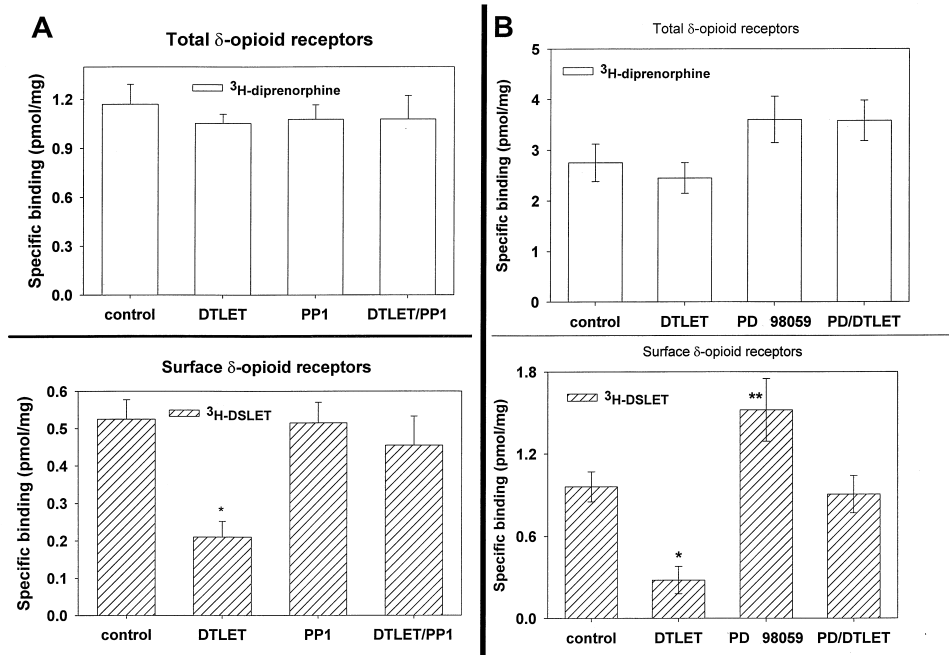 A
Total δ-opioid receptors
³H-diprenorphine
Specific binding (pmol/mg)
1.2
0.9
0.6
0.3
0.0
control DTLET PP1 DTLET/PP1
Surface δ-opioid receptors
³H-DSLET
Specific binding (pmol/mg)
0.6
0.5
0.4
0.3
0.2
0.1
0.0
*
control DTLET PP1 DTLET/PP1
B
Total δ-opioid receptors
³H-diprenorphine
Specific binding (pmol/mg)
5
4
3
2
1
0
control DTLET PD 98059 PD/DTLET
Surface δ-opioid receptors
³H-DSLET
Specific binding (pmol/mg)
1.8
1.2
0.6
0.0
*
**
control DTLET PD 98059 PD/DTLET